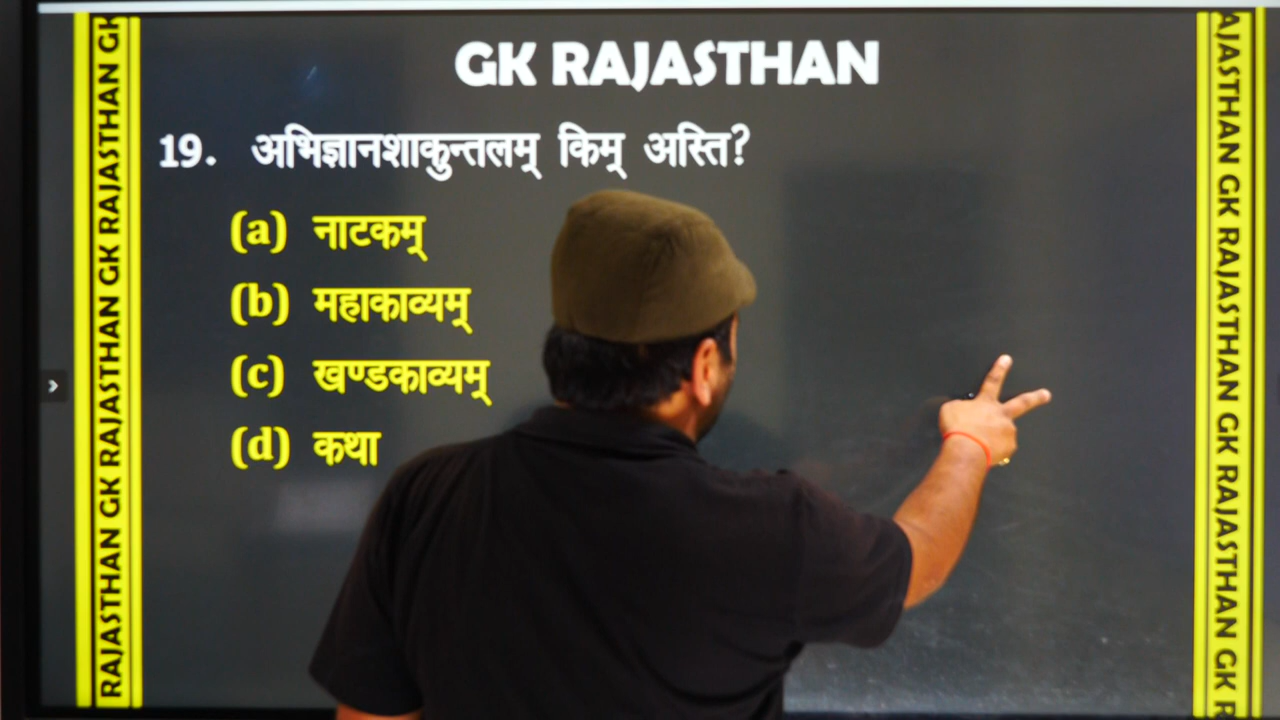 GK RAJASTHAN
19. अभिज्ञानशाकुन्तलम् किम् अस्ति?
(a) नाटकम्
(b) महाकाव्यम्
(c) खण्डकाव्यम्
(d) कथा
RAJASTHAN GK RAJASTHAN GK RAJASTHAN GK
AJASTHAN GK RAJASTHAN GK RAJASTHAN GK R